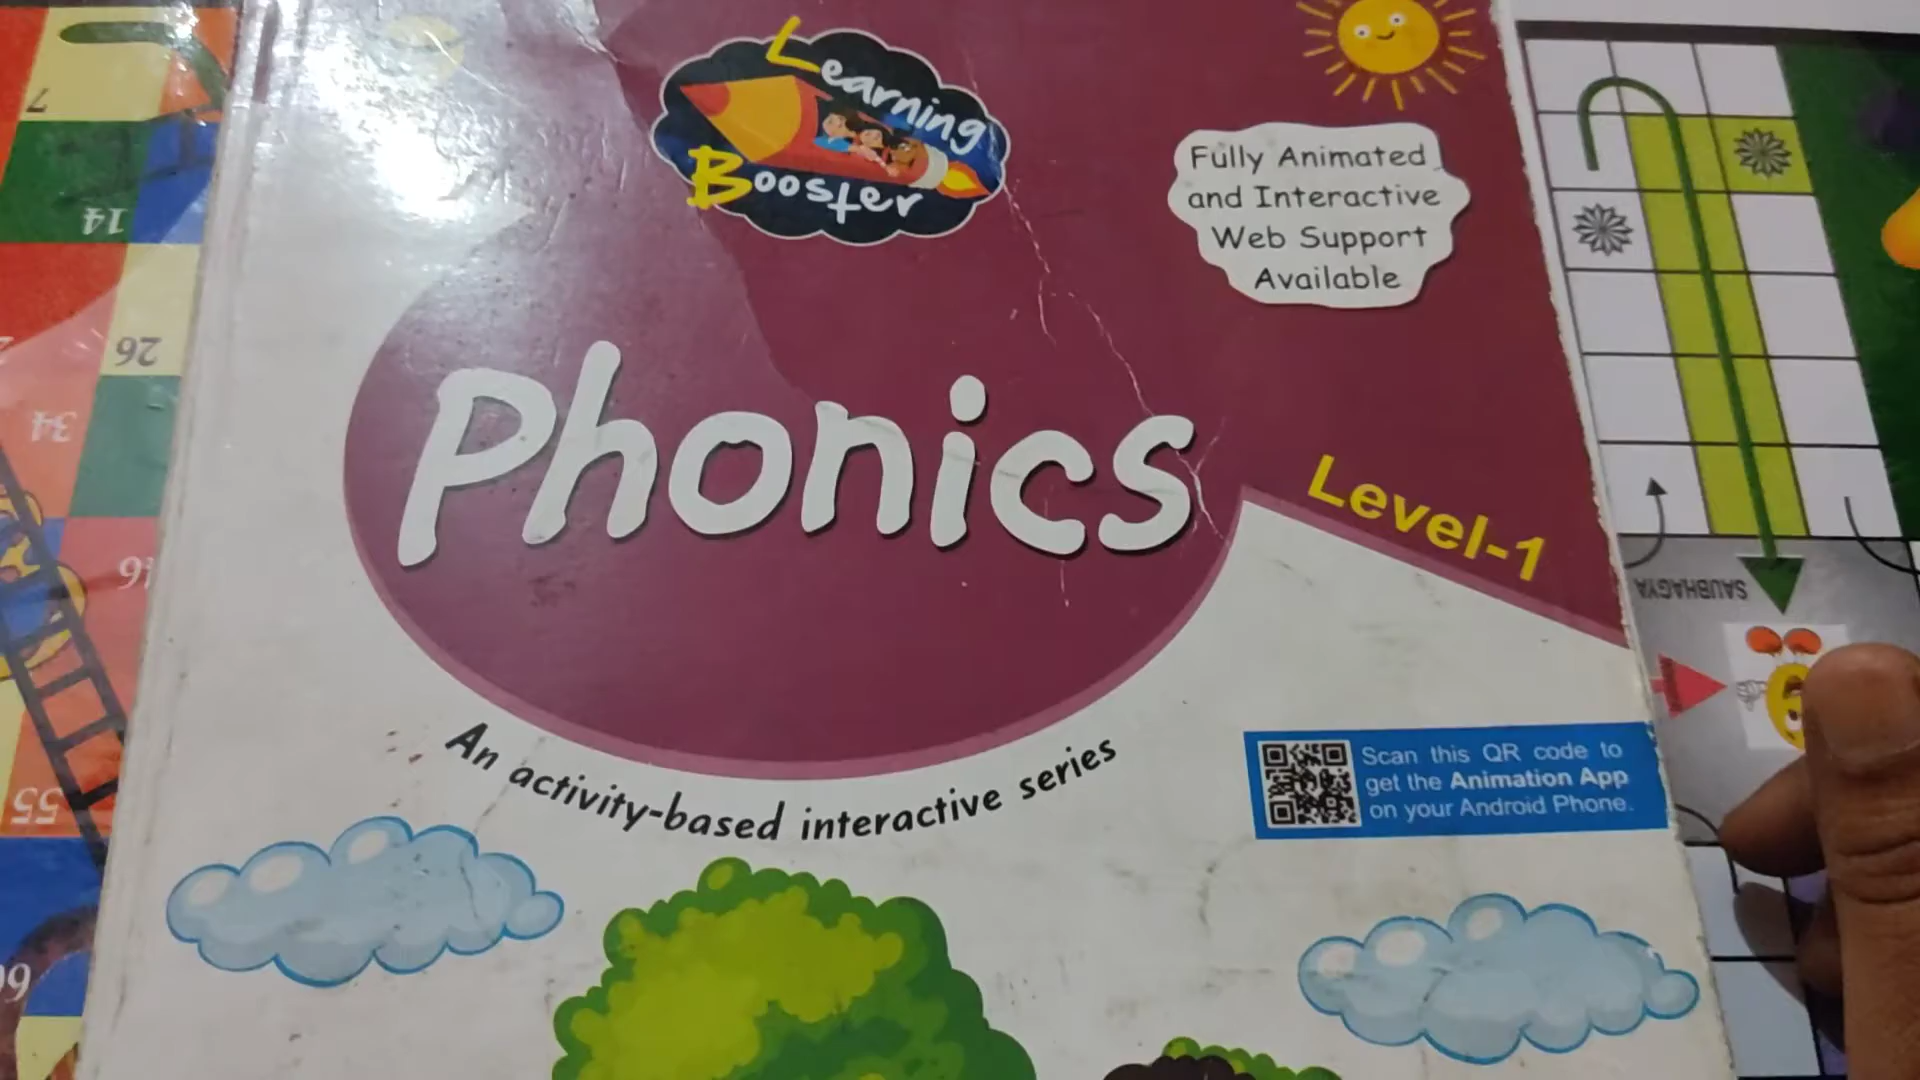 Learning
Booster
Fully Animated
and Interactive
Web Support
Available
Phonics
Level-1
An activity-based interactive series
Scan this QR code to
get the Animation App
on your Android Phone.
7
14
26
34
55
SAUBHAGYA